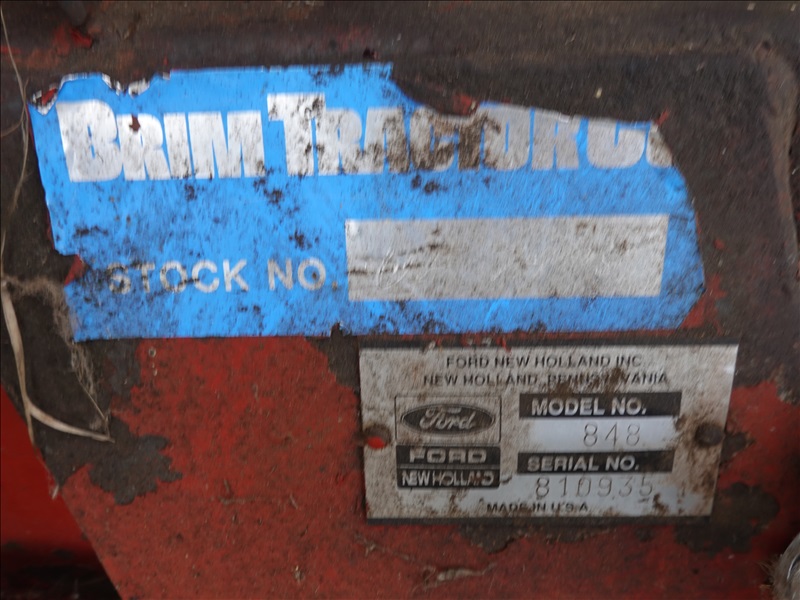 BRIM TRACTOR CO.
STOCK NO.
FORD NEW HOLLAND INC
NEW HOLLAND, PENNSYLVANIA
Ford
MODEL NO.
848
FORD
NEW HOLLAND
SERIAL NO.
810935
MADE IN U.S.A.